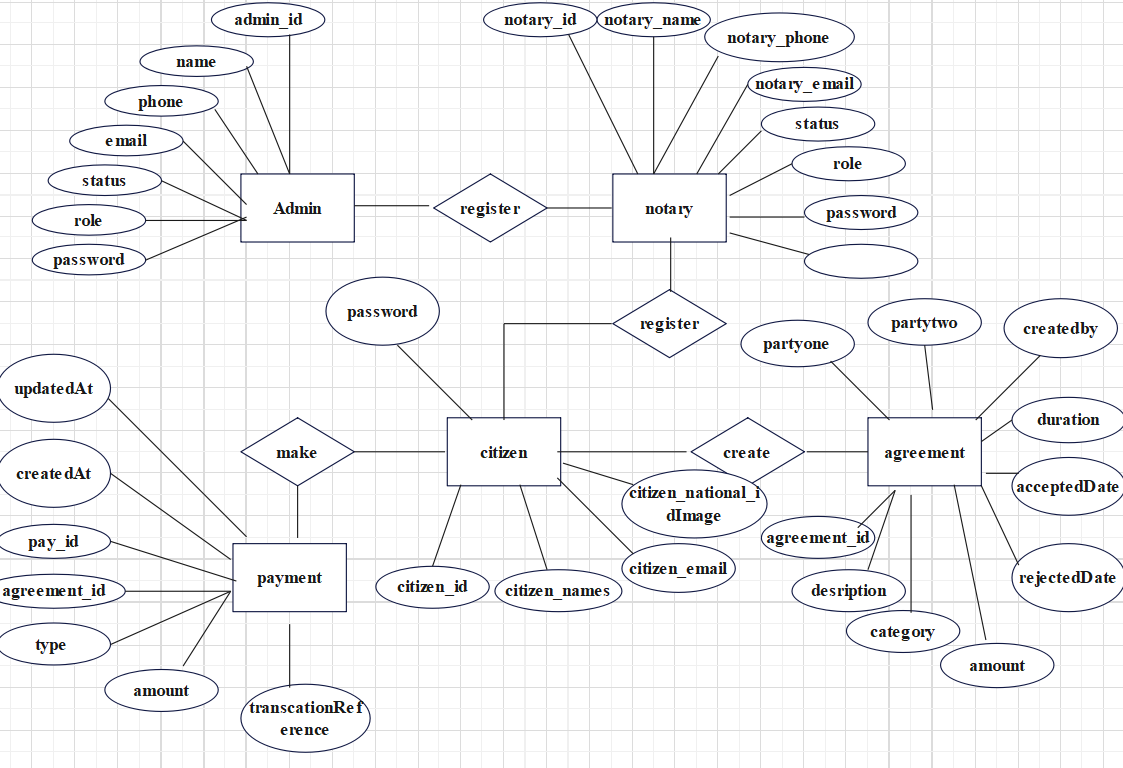 admin_id
name
phone
email
status
role
password
Admin
register
notary_id
notary_name
notary_phone
notary_email
status
role
password
notary
register
password
partyone
partytwo
createdby
duration
acceptedDate
rejectedDate
agreement
agreement_id
desription
category
amount
create
citizen
citizen_national_i
dImage
citizen_email
citizen_names
citizen_id
make
updatedAt
createdAt
pay_id
agreement_id
type
amount
payment
transcationRef
erence